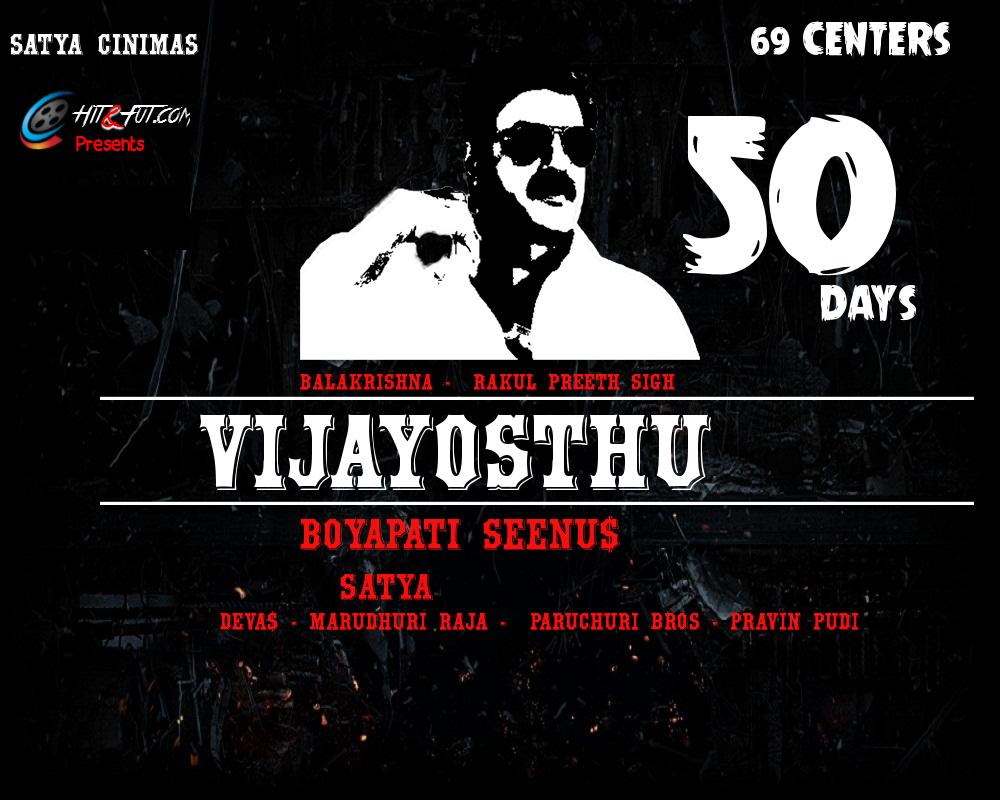 SATYA CINIMAS
69 CENTERS
HIT&FUT.COM
Presents
50
DAYS
BALAKRISHNA - RAKUL PREETH SIGH
VIJAYOSTHU
BOYAPATI SEENU$
SATYA
DEVA$ - MARUDHURI RAJA - PARUCHURI BROS - PRAVIN PUDI